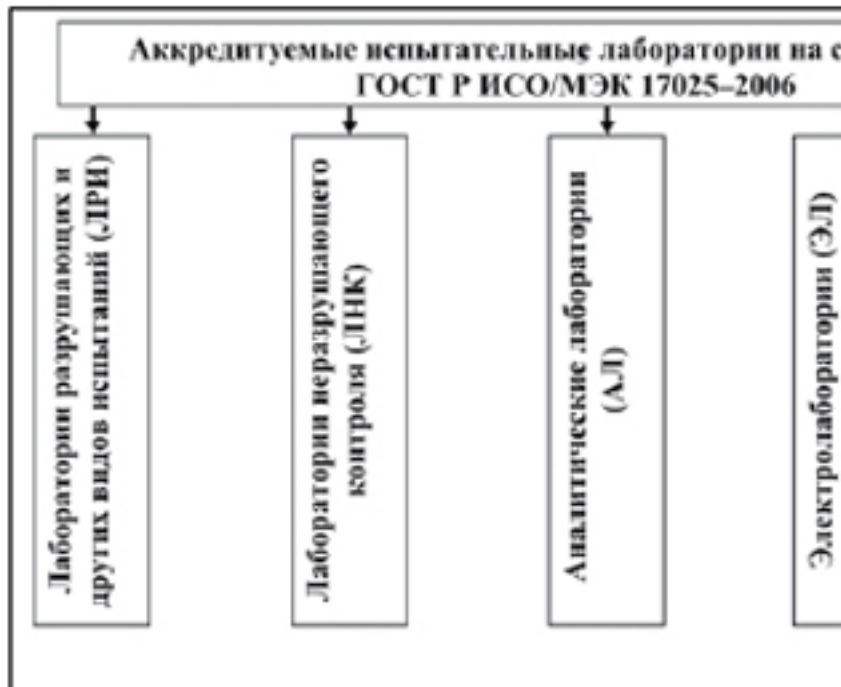 Аккредитуемые испытательные лаборатории на с
ГОСТ Р ИСО/МЭК 17025–2006
Лаборатории разрушающих и
других видов испытаний (ЛРИ)
Лаборатории неразрушающего
контроля (ЛНК)
Аналитические лаборатории
(АЛ)
Электролаборатории (ЭЛ)